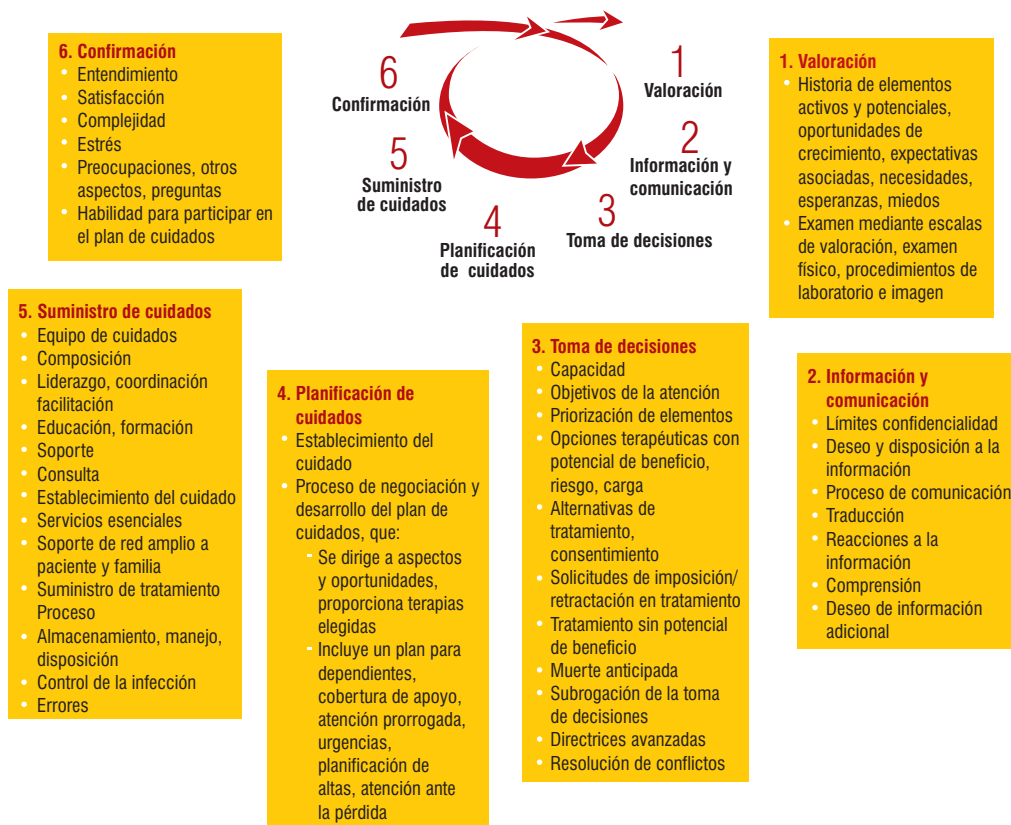 6
Confirmación
1
Valoración
2
Información y
comunicación
3
Toma de decisiones
4
Planificación
de cuidados
5
Suministro
de cuidados
6. Confirmación
• Entendimiento
• Satisfacción
• Complejidad
• Estrés
• Preocupaciones, otros
aspectos, preguntas
• Habilidad para participar en
el plan de cuidados
1. Valoración
• Historia de elementos
activos y potenciales,
oportunidades de
crecimiento, expectativas
asociadas, necesidades,
esperanzas, miedos
• Examen mediante escalas
de valoración, examen
físico, procedimientos de
laboratorio e imagen
5. Suministro de cuidados
• Equipo de cuidados
• Composición
• Liderazgo, coordinación
facilitación
• Educación, formación
• Soporte
• Consulta
• Establecimiento del cuidado
• Servicios esenciales
• Soporte de red amplio a
paciente y familia
• Suministro de tratamiento
Proceso
• Almacenamiento, manejo,
disposición
• Control de la infección
• Errores
4. Planificación de
cuidados
• Establecimiento del
cuidado
• Proceso de negociación y
desarrollo del plan de
cuidados, que:
- Se dirige a aspectos
y oportunidades,
proporciona terapias
elegidas
- Incluye un plan para
dependientes,
cobertura de apoyo,
atención prorrogada,
urgencias,
planificación de
altas, atención ante
la pérdida
3. Toma de decisiones
• Capacidad
• Objetivos de la atención
• Priorización de elementos
• Opciones terapéuticas con
potencial de beneficio,
riesgo, carga
• Alternativas de
tratamiento,
consentimiento
• Solicitudes de imposición/
retractación en tratamiento
• Tratamiento sin potencial
de beneficio
• Muerte anticipada
• Subrogación de la toma
de decisiones
• Directrices avanzadas
• Resolución de conflictos
2. Información y
comunicación
• Límites confidencialidad
• Deseo y disposición a la
información
• Proceso de comunicación
• Traducción
• Reacciones a la
información
• Comprensión
• Deseo de información
adicional